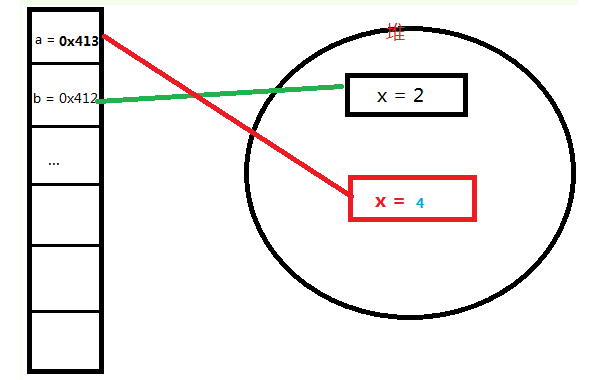 堆
a = 0x413
x = 2
b = 0x412
...
x = 4